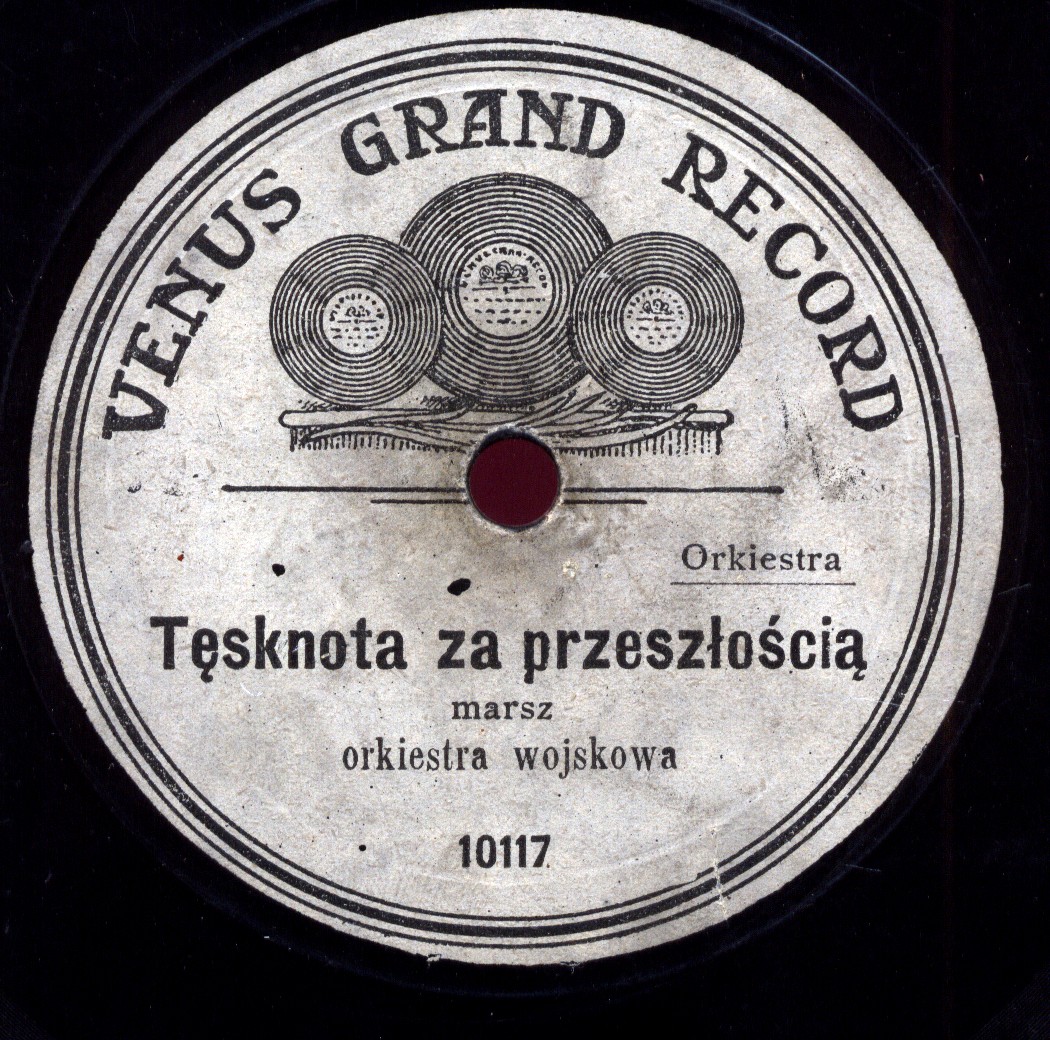 VENUS GRAND RECORD
Orkiestra
Tęsknota za przeszłością
marsz
orkiestra wojskowa
10117